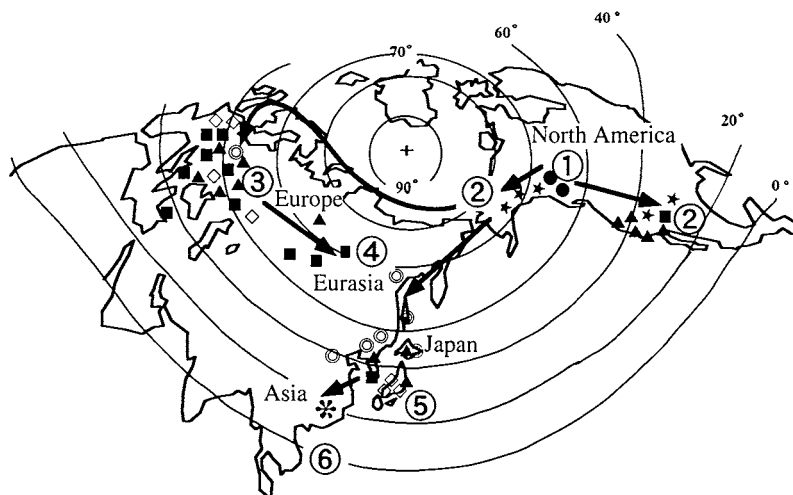 40°
60°
70°
20°
North America
①
0°
②
90°
②
③
Europe
④
Eurasia
Japan
Asia
⑤
⑥